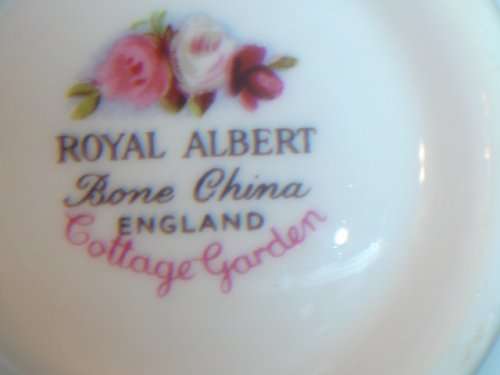 ROYAL ALBERT
Bone China
ENGLAND
Cottage Garden